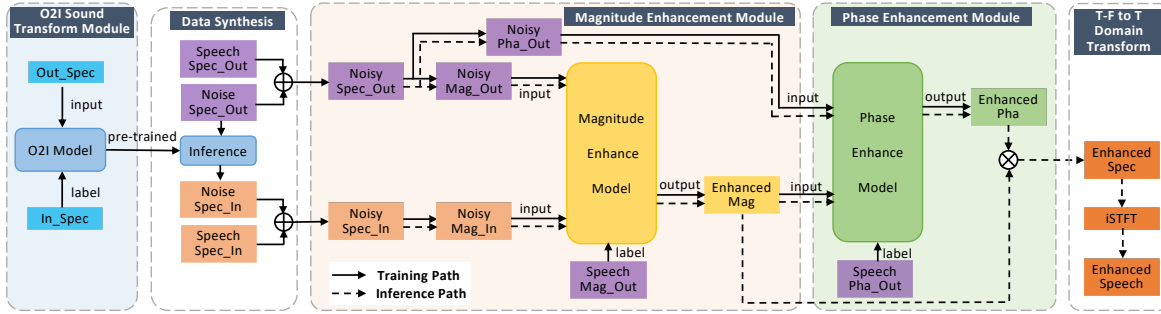 O2I Sound
Transform Module
Out_Spec
input
O2I Model
pre-trained
label
In_Spec
Data Synthesis
Speech
Spec_Out
Noise
Spec_Out
Inference
Noise
Spec_In
Speech
Spec_In
Magnitude Enhancement Module
Noisy
Pha_Out
Noisy
Spec_Out
Noisy
Mag_Out
input
Magnitude
Enhance
Model
Noisy
Spec_In
Noisy
Mag_In
input
output
Enhanced
Mag
label
Speech
Mag_Out
Training Path
Inference Path
Phase Enhancement Module
input
Phase
Enhance
Model
input
output
Enhanced
Pha
label
Speech
Pha_Out
T-F to T
Domain
Transform
Enhanced
Spec
iSTFT
Enhanced
Speech